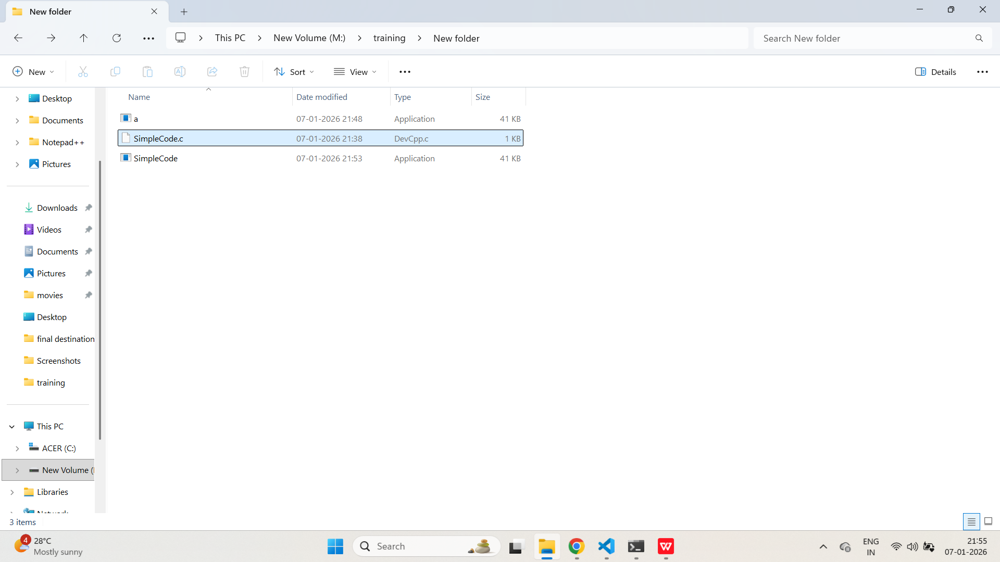 New folder
This PC
New Volume (M:)
training
New folder
Search New folder
New
Sort
View
Details
Name
Date modified
Type
Size
a
07-01-2026 21:48
Application
41 KB
SimpleCode.c
07-01-2026 21:38
DevCpp.c
1 KB
SimpleCode
07-01-2026 21:53
Application
41 KB
Desktop
Documents
Notepad++
Pictures
Downloads
Videos
Documents
Pictures
movies
Desktop
final destination
Screenshots
training
This PC
ACER (C:)
New Volume (
Libraries
Network
3 items
4
28°C
Mostly sunny
Search
W
ENG
IN
21:55
07-01-2026